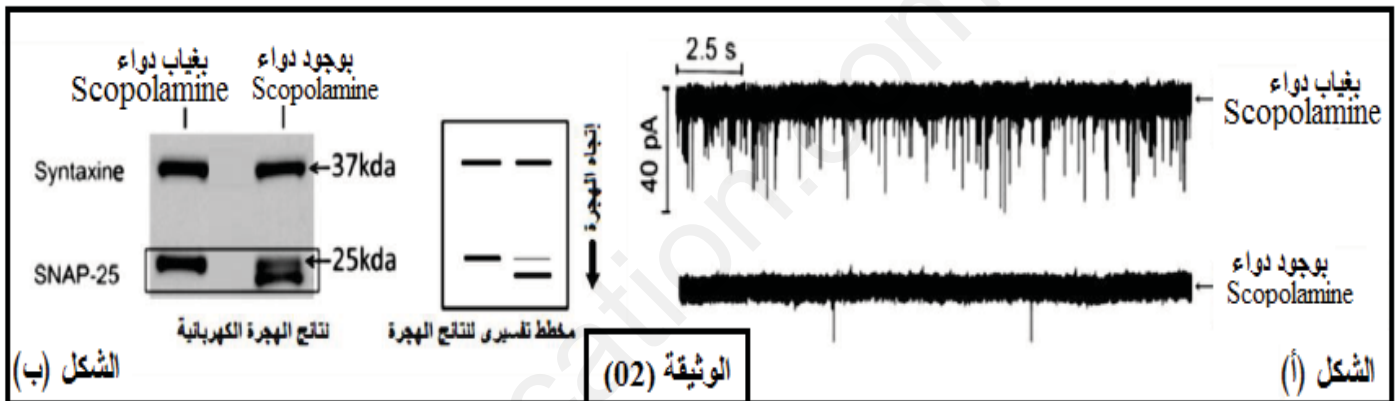 2.5 s
40 pA
بغياب دواء
Scopolamine
بوجود دواء
Scopolamine
الشكل (أ)
بغياب دواء
Scopolamine
بوجود دواء
Scopolamine
Syntaxine
37kda
SNAP-25
25kda
إتجاه الهجرة
نتائج الهجرة الكهربائية
مخطط تفسيري لنتائج الهجرة
الشكل (ب)
الوثيقة (02)